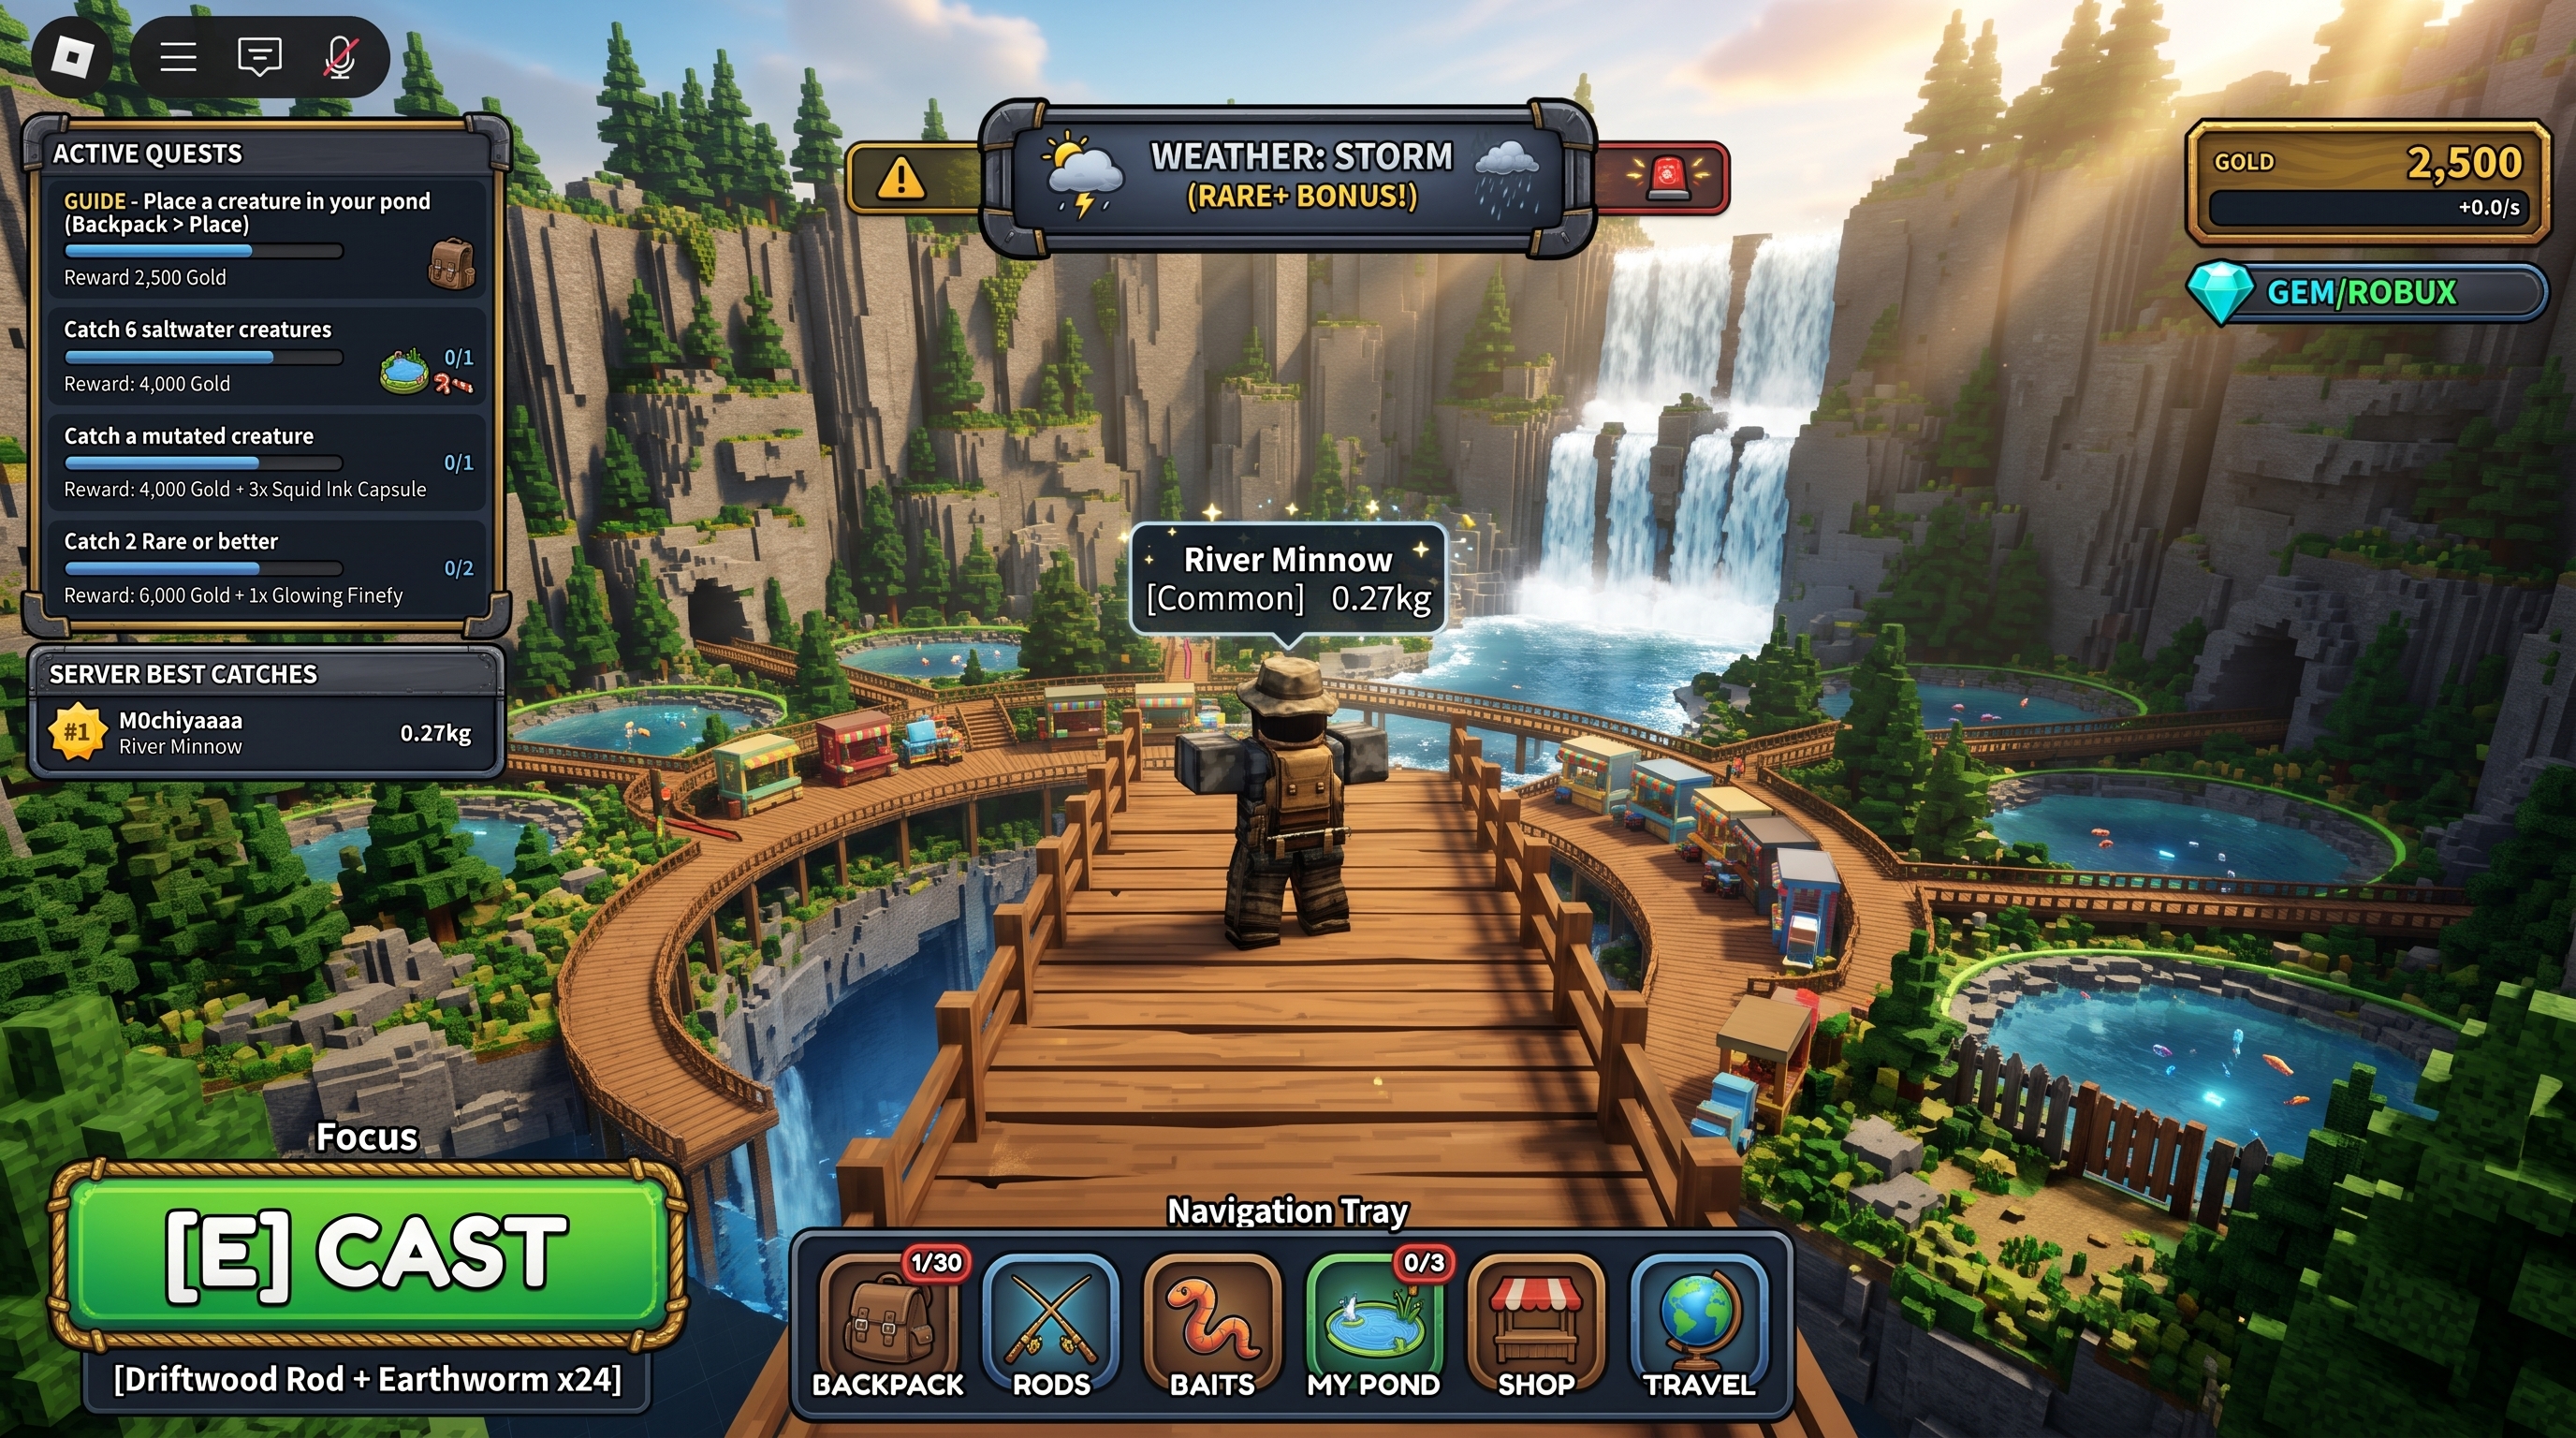 ACTIVE QUESTS
GUIDE - Place a creature in your pond
(Backpack > Place)
Reward 2,500 Gold
Catch 6 saltwater creatures
0/1
Reward: 4,000 Gold
Catch a mutated creature
0/1
Reward: 4,000 Gold + 3x Squid Ink Capsule
Catch 2 Rare or better
0/2
Reward: 6,000 Gold + 1x Glowing Finefy
SERVER BEST CATCHES
#1
M0chiyaaaa
River Minnow
0.27kg
WEATHER: STORM
(RARE+ BONUS!)
GOLD 2,500
+0.0/s
GEM/ROBUX
River Minnow
[Common] 0.27kg
Focus
[E] CAST
[Driftwood Rod + Earthworm x24]
Navigation Tray
1/30
0/3
BACKPACK
RODS
BAITS
MY POND
SHOP
TRAVEL